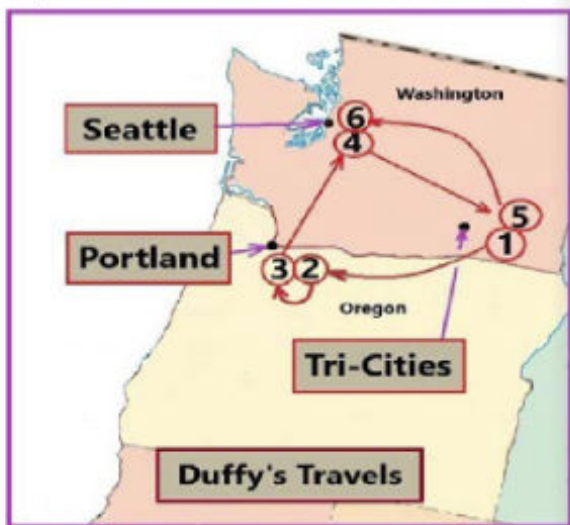 Washington
Seattle
6
4
5
1
Portland
3 2
Oregon
Tri-Cities
Duffy's Travels